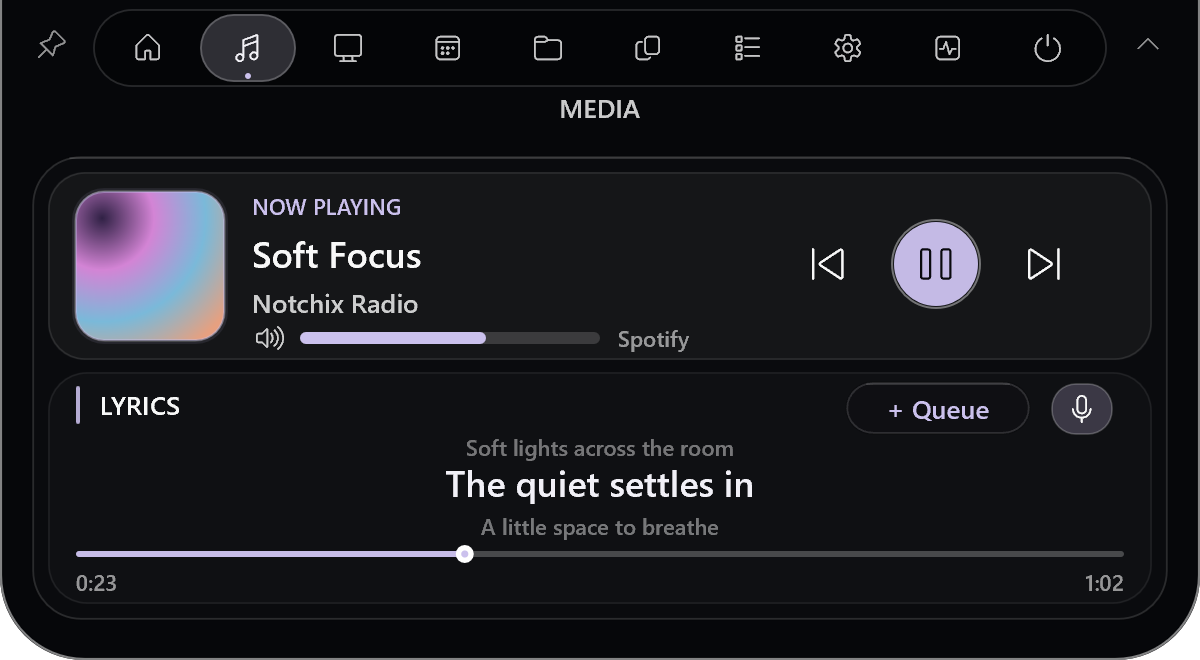 MEDIA
NOW PLAYING
Soft Focus
Notchix Radio
Spotify
LYRICS
+ Queue
Soft lights across the room
The quiet settles in
A little space to breathe
0:23
1:02